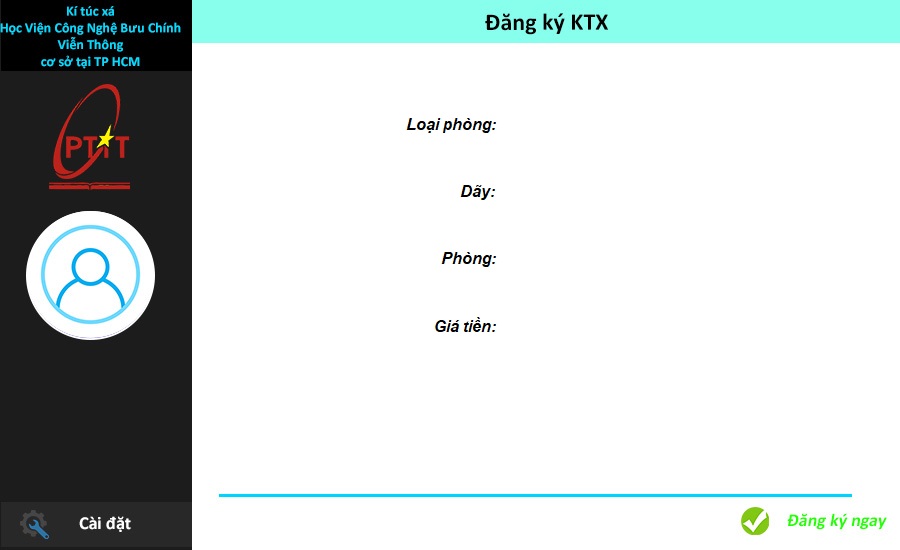 Kí túc xá
Học Viện Công Nghệ Bưu Chính
Viễn Thông
cơ sở tại TP HCM
PTIT
Cài đặt
Đăng ký KTX
Loại phòng:
Dãy:
Phòng:
Giá tiền:
Đăng ký ngay